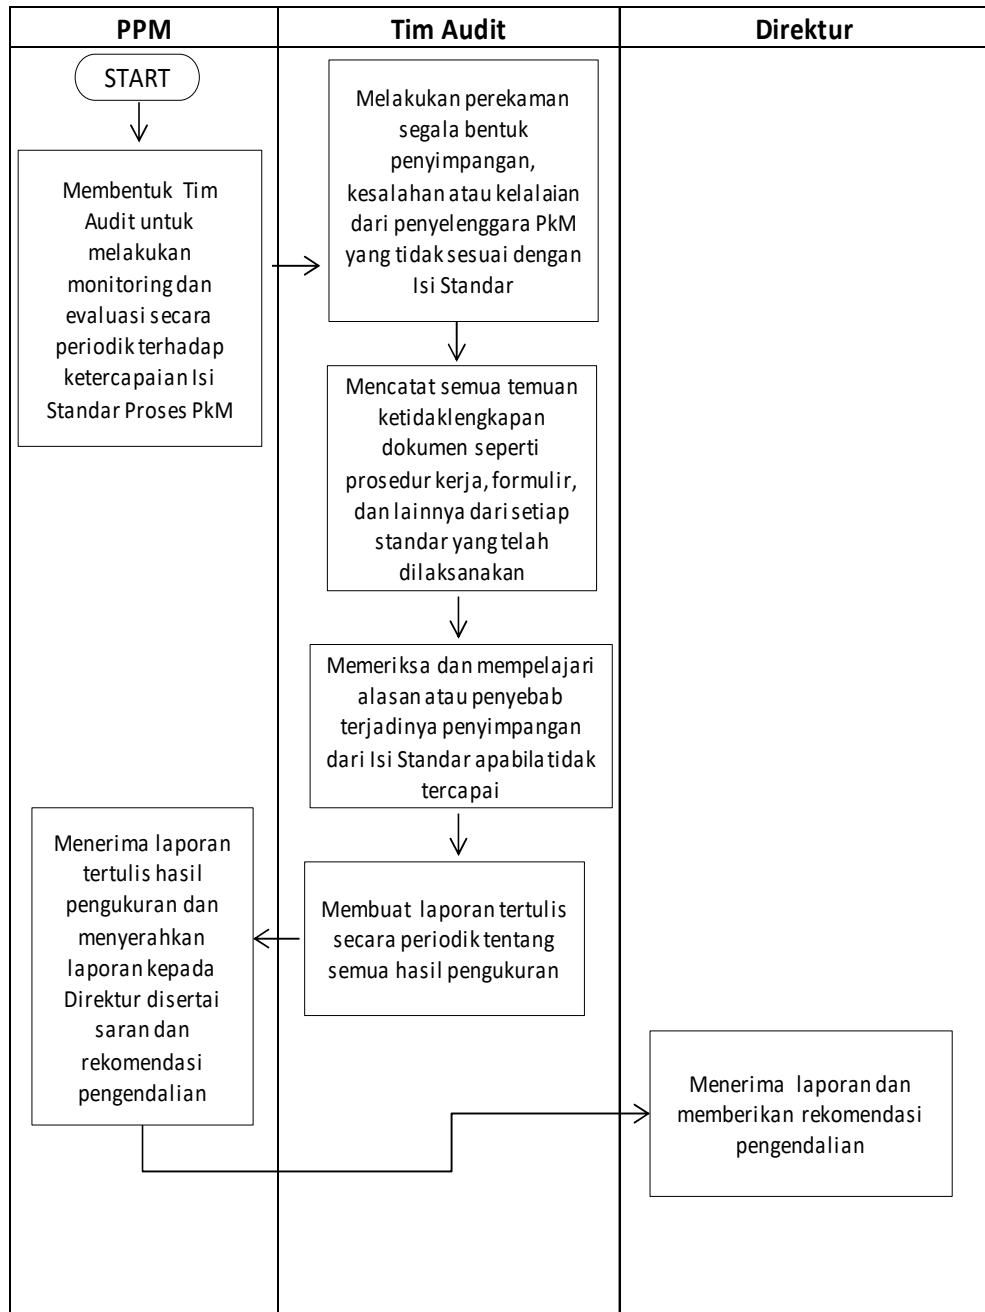 PPM
Tim Audit
Direktur
START
Membentuk Tim
Audit untuk
melakukan
monitoring dan
evaluasi secara
periodik terhadap
ketercapaian Isi
Standar Proses PkM
Melakukan perekaman
segala bentuk
penyimpangan,
kesalahan atau kelalaian
dari penyelenggara PkM
yang tidak sesuai dengan
Isi Standar
Mencatat semua temuan
ketidaklengkapan
dokumen seperti
prosedur kerja, formulir,
dan lainnya dari setiap
standar yang telah
dilaksanakan
Memeriksa dan mempelajari
alasan atau penyebab
terjadinya penyimpangan
dari Isi Standar apabila tidak
tercapai
Membuat laporan tertulis
secara periodik tentang
semua hasil pengukuran
Menerima laporan
tertulis hasil
pengukuran dan
menyerahkan
laporan kepada
Direktur disertai
saran dan
rekomendasi
pengendalian
Menerima laporan dan
memberikan rekomendasi
pengendalian